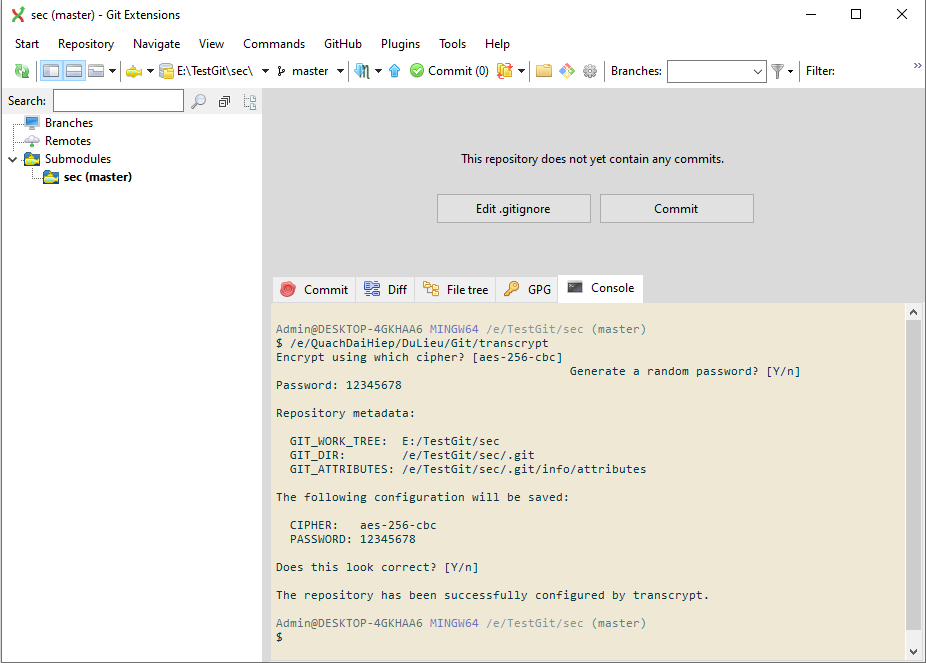 sec (master) - Git Extensions
Start Repository Navigate View Commands GitHub Plugins Tools Help
E:\TestGit\sec\ master Commit (0) Branches: Filter:
Search:
Branches
Remotes
Submodules
sec (master)
This repository does not yet contain any commits.
Edit .gitignore Commit
Commit Diff File tree GPG Console
Admin@DESKTOP-4GKHAA6 MINGW64 /e/TestGit/sec (master)
$ /e/QuachDaiHiep/DuLieu/Git/transcrypt
Encrypt using which cipher? [aes-256-cbc]
Generate a random password? [Y/n]
Password: 12345678
Repository metadata:
GIT_WORK_TREE: E:/TestGit/sec
GIT_DIR: /e/TestGit/sec/.git
GIT_ATTRIBUTES: /e/TestGit/sec/.git/info/attributes
The following configuration will be saved:
CIPHER: aes-256-cbc
PASSWORD: 12345678
Does this look correct? [Y/n]
The repository has been successfully configured by transcrypt.
Admin@DESKTOP-4GKHAA6 MINGW64 /e/TestGit/sec (master)
$